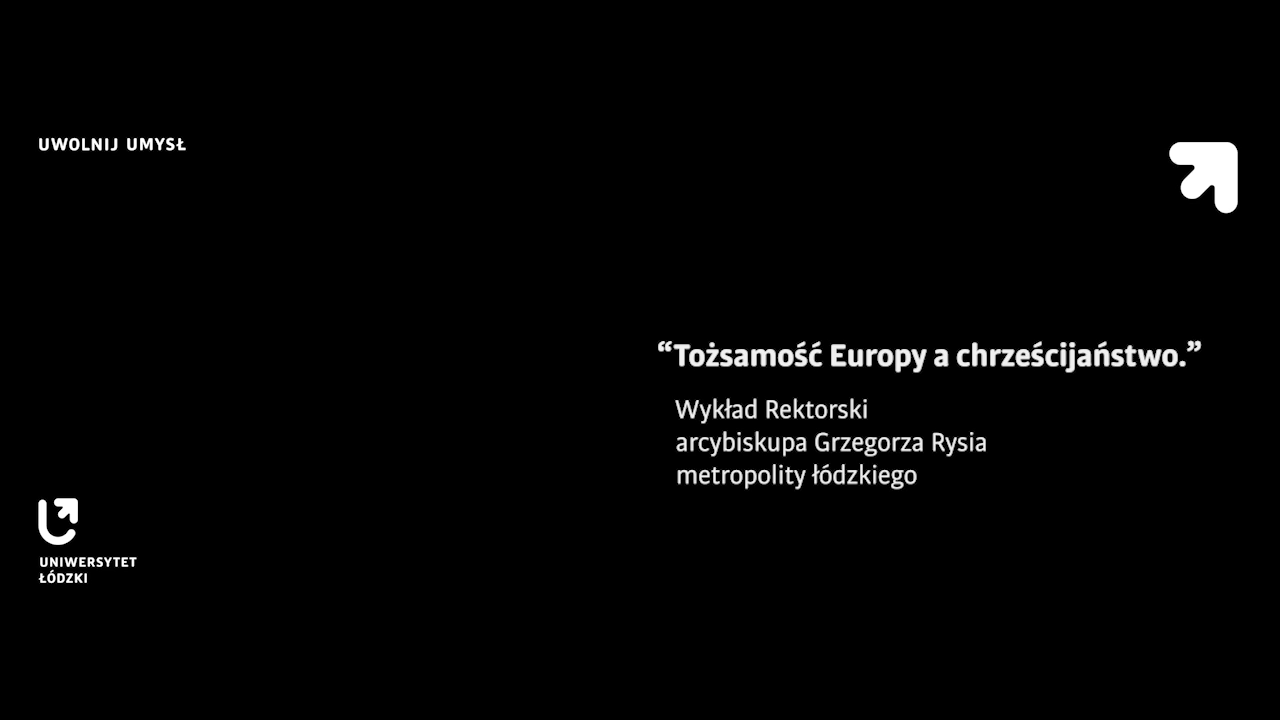 UWOLNIJ UMYSŁ
“Tożsamość Europy a chrześcijaństwo.”
Wykład Rektorski
arcybiskupa Grzegorza Rysia
metropolity łódzkiego
UNIWERSYTET
ŁÓDZKI